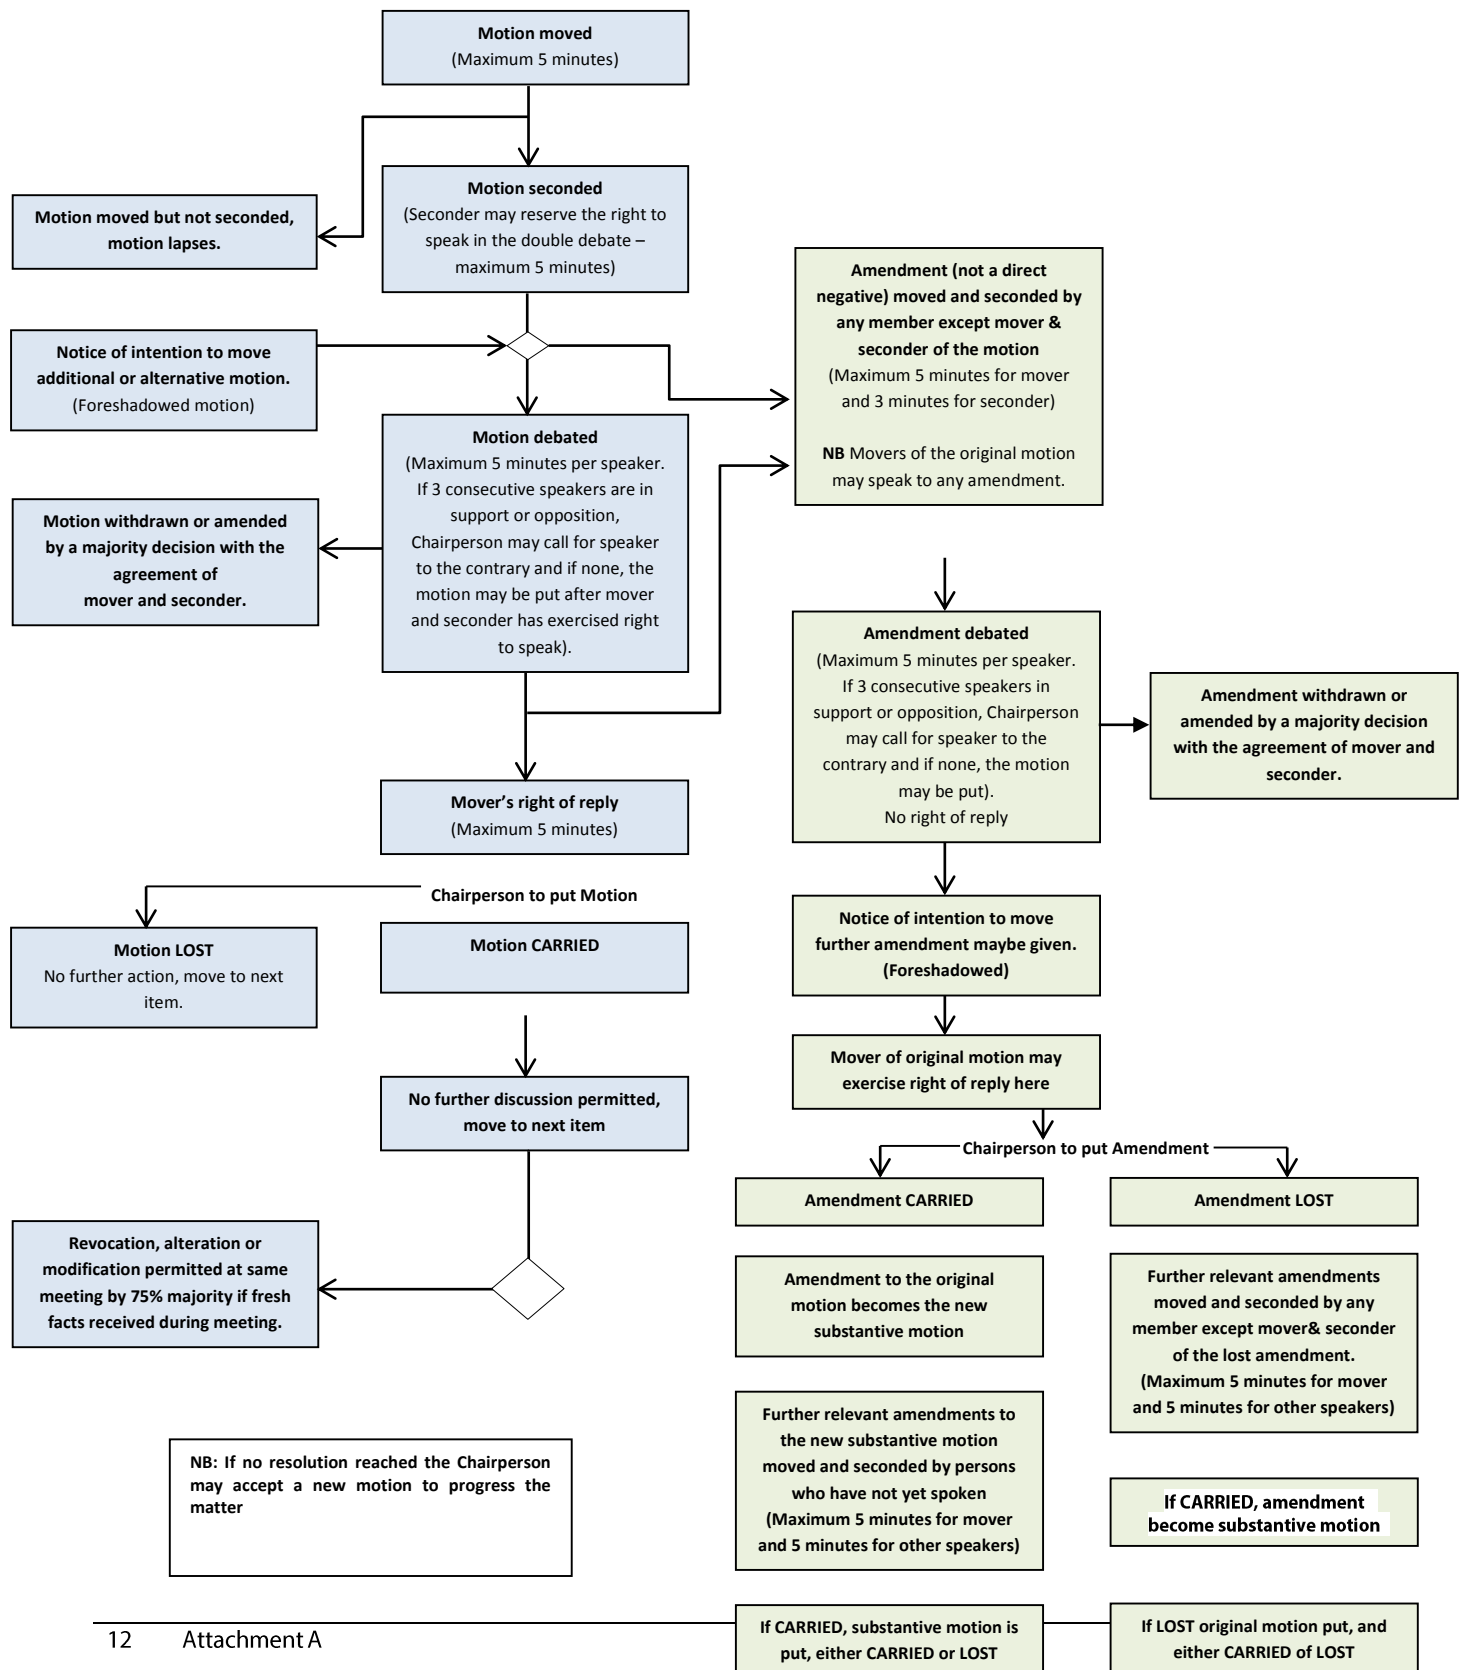 Motion moved
(Maximum 5 minutes)
Motion seconded
(Seconder may reserve the right to
speak in the double debate –
maximum 5 minutes)
Motion moved but not seconded,
motion lapses.
Notice of intention to move
additional or alternative motion.
(Foreshadowed motion)
Motion debated
(Maximum 5 minutes per speaker.
If 3 consecutive speakers are in
support or opposition,
Chairperson may call for speaker
to the contrary and if none, the
motion may be put after mover
and seconder has exercised right
to speak).
Motion withdrawn or amended
by a majority decision with the
agreement of
mover and seconder.
Mover’s right of reply
(Maximum 5 minutes)
Chairperson to put Motion
Motion LOST
No further action, move to next
item.
Motion CARRIED
No further discussion permitted,
move to next item
Revocation, alteration or
modification permitted at same
meeting by 75% majority if fresh
facts received during meeting.
NB: If no resolution reached the Chairperson
may accept a new motion to progress the
matter
Amendment (not a direct
negative) moved and seconded by
any member except mover &
seconder of the motion
(Maximum 5 minutes for mover
and 3 minutes for seconder)
NB Movers of the original motion
may speak to any amendment.
Amendment debated
(Maximum 5 minutes per speaker.
If 3 consecutive speakers in
support or opposition, Chairperson
may call for speaker to the
contrary and if none, the motion
may be put).
No right of reply
Amendment withdrawn or
amended by a majority decision
with the agreement of mover and
seconder.
Notice of intention to move
further amendment maybe given.
(Foreshadowed)
Mover of original motion may
exercise right of reply here
Chairperson to put Amendment
Amendment CARRIED
Amendment to the original
motion becomes the new
substantive motion
Further relevant amendments to
the new substantive motion
moved and seconded by persons
who have not yet spoken
(Maximum 5 minutes for mover
and 5 minutes for other speakers)
If CARRIED, substantive motion is
put, either CARRIED or LOST
Amendment LOST
Further relevant amendments
moved and seconded by any
member except mover& seconder
of the lost amendment.
(Maximum 5 minutes for mover
and 5 minutes for other speakers)
If CARRIED, amendment
become substantive motion
If LOST original motion put, and
either CARRIED of LOST
12 Attachment A